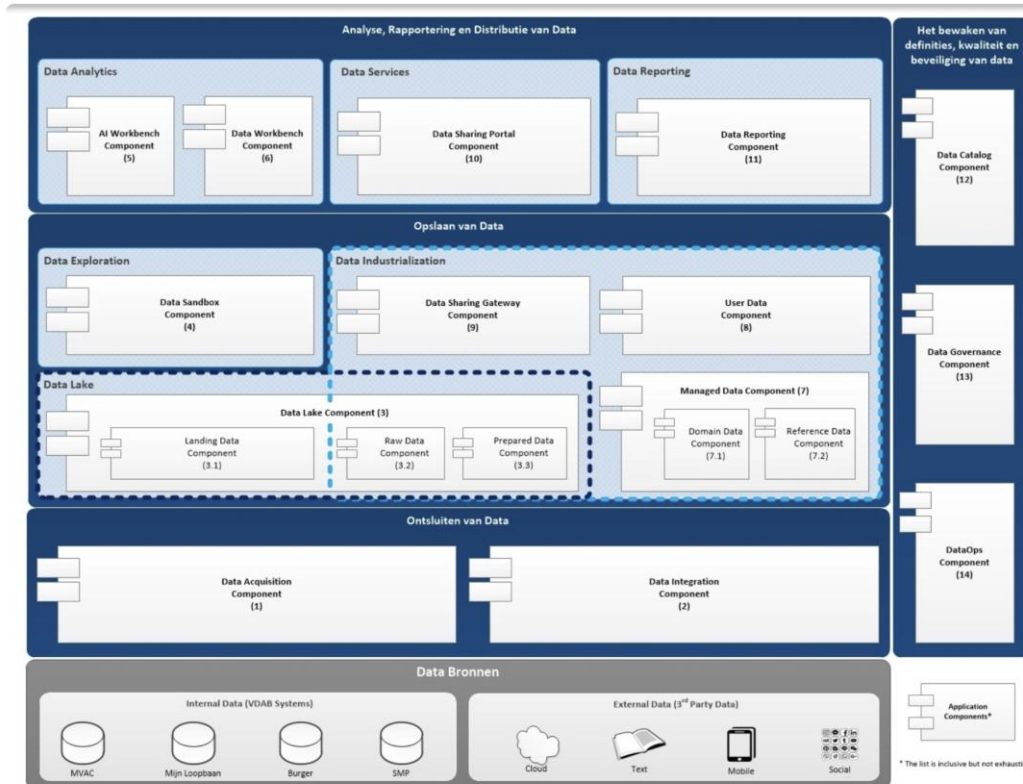 Analyse, Rapportering en Distributie van Data
Data Analytics
AI Workbench
Component
(5)
Data Workbench
Component
(6)
Data Services
Data Sharing Portal
Component
(10)
Data Reporting
Data Reporting
Component
(11)
Opslaan van Data
Data Exploration
Data Sandbox
Component
(4)
Data Industrialization
Data Sharing Gateway
Component
(9)
User Data
Component
(8)
Data Lake
Data Lake Component (3)
Landing Data
Component
(3.1)
Raw Data
Component
(3.2)
Prepared Data
Component
(3.3)
Managed Data Component (7)
Domain Data
Component
(7.1)
Reference Data
Component
(7.2)
Ontsluiten van Data
Data Acquisition
Component
(1)
Data Integration
Component
(2)
Data Bronnen
Internal Data (VDAB Systems)
MVAC
Mijn Loopbaan
Burger
SMP
External Data (3rd Party Data)
Cloud
Text
Mobile
Social
Het bewaken van
definities, kwaliteit en
beveiliging van data
Data Catalog
Component
(12)
Data Governance
Component
(13)
DataOps
Component
(14)
Application
Components*
* The list is inclusive but not exhausti